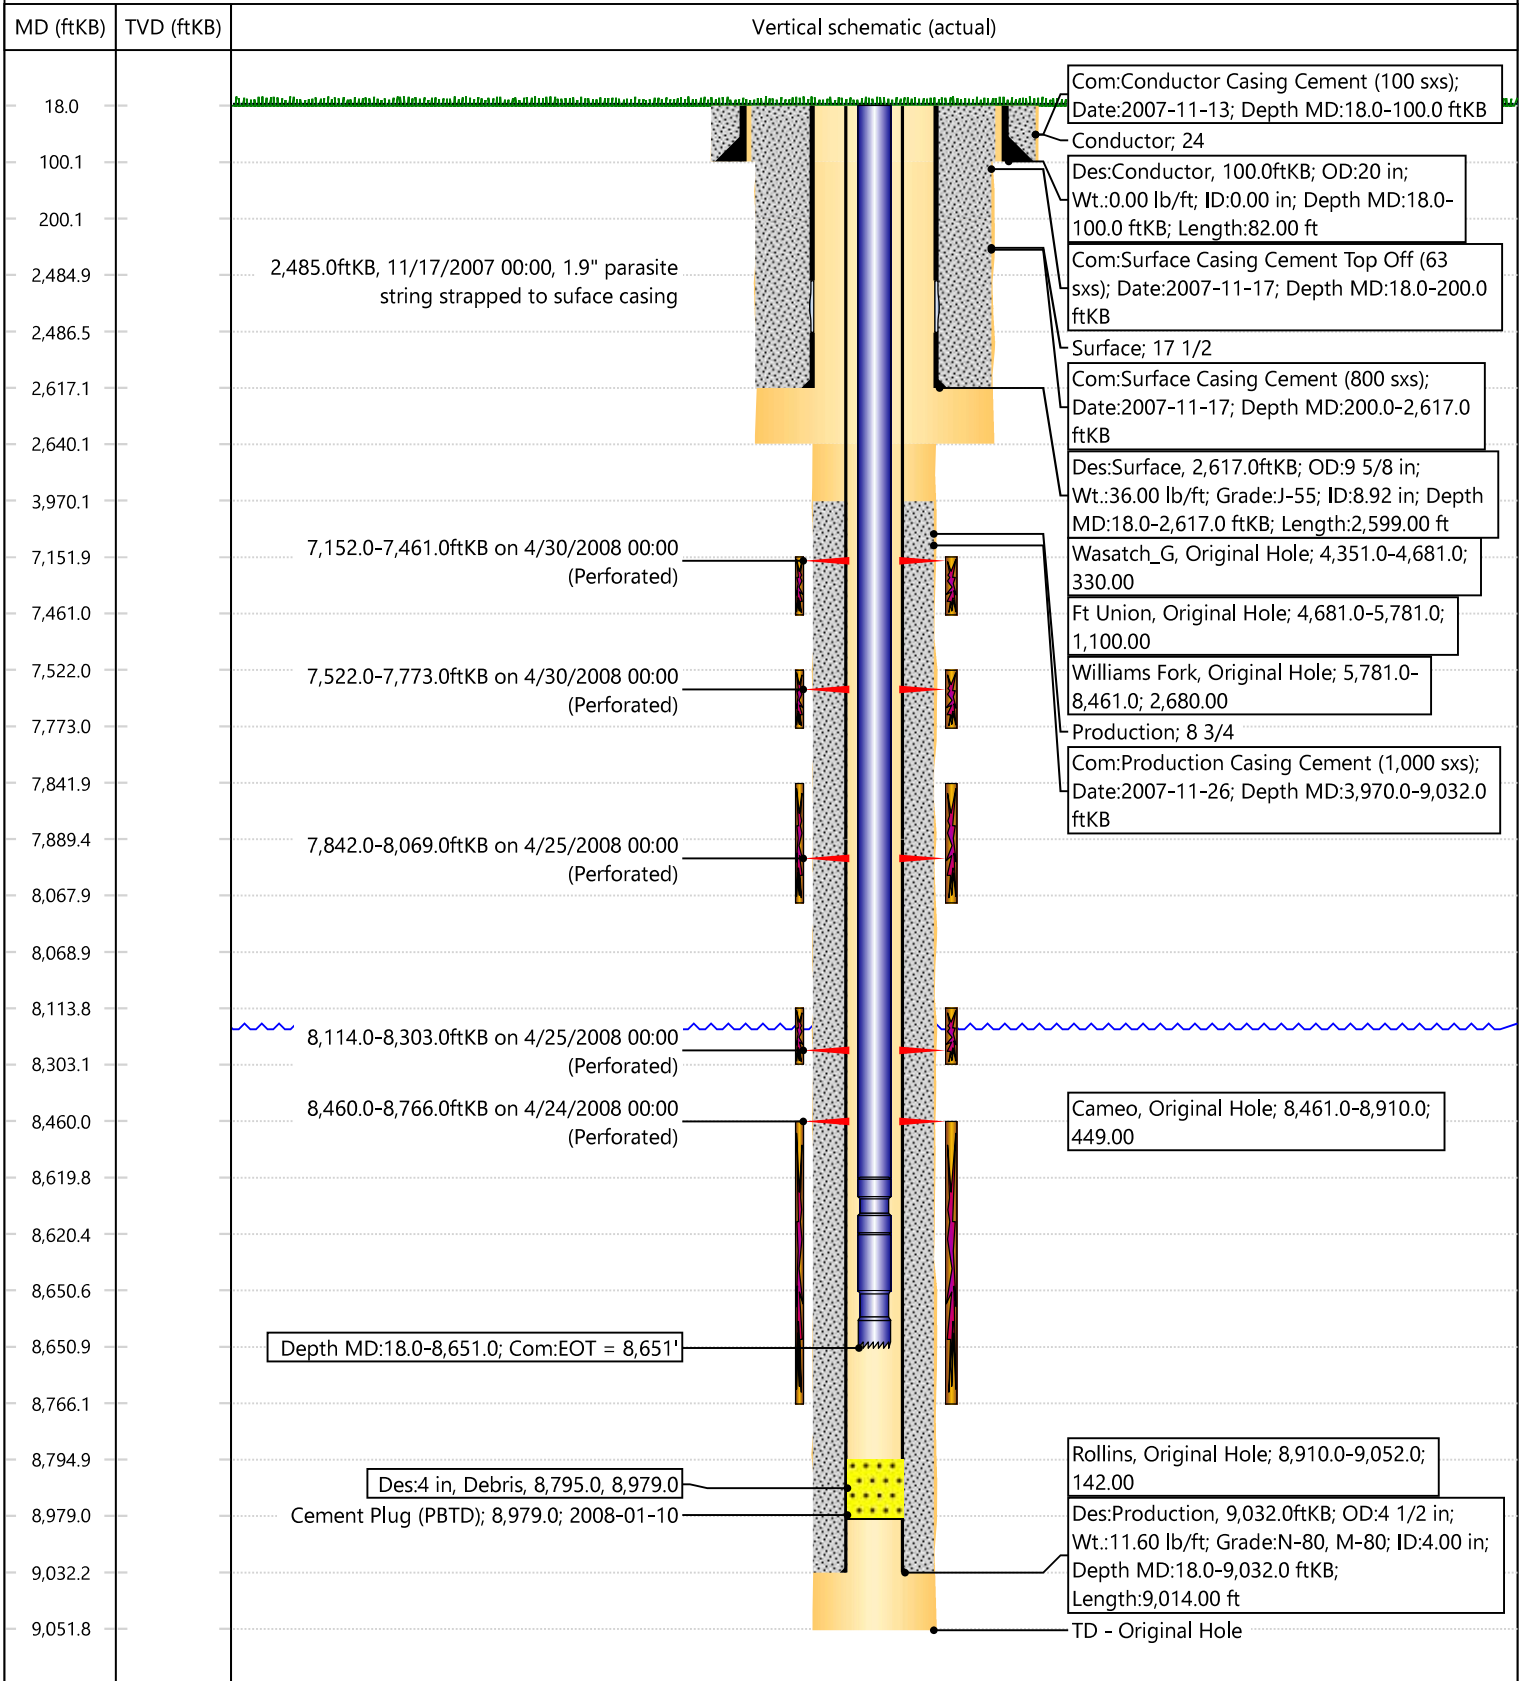 MD (ftKB)
TVD (ftKB)
Vertical schematic (actual)
18.0
100.1
200.1
2,484.9
2,486.5
2,617.1
2,640.1
3,970.1
7,151.9
7,461.0
7,522.0
7,773.0
7,841.9
7,889.4
8,067.9
8,068.9
8,113.8
8,303.1
8,460.0
8,619.8
8,620.4
8,650.6
8,650.9
8,766.1
8,794.9
8,979.0
9,032.2
9,051.8
2,485.0ftKB, 11/17/2007 00:00, 1.9" parasite
string strapped to suface casing
7,152.0-7,461.0ftKB on 4/30/2008 00:00
(Perforated)
7,522.0-7,773.0ftKB on 4/30/2008 00:00
(Perforated)
7,842.0-8,069.0ftKB on 4/25/2008 00:00
(Perforated)
8,114.0-8,303.0ftKB on 4/25/2008 00:00
(Perforated)
8,460.0-8,766.0ftKB on 4/24/2008 00:00
(Perforated)
Depth MD:18.0-8,651.0; Com:EOT = 8,651'
Des:4 in, Debris, 8,795.0, 8,979.0
Cement Plug (PBTD); 8,979.0; 2008-01-10
Com:Conductor Casing Cement (100 sxs);
Date:2007-11-13; Depth MD:18.0-100.0 ftKB
Conductor; 24
Des:Conductor, 100.0ftKB; OD:20 in;
Wt.:0.00 lb/ft; ID:0.00 in; Depth MD:18.0-
100.0 ftKB; Length:82.00 ft
Com:Surface Casing Cement Top Off (63
sxs); Date:2007-11-17; Depth MD:18.0-200.0
ftKB
Surface; 17 1/2
Com:Surface Casing Cement (800 sxs);
Date:2007-11-17; Depth MD:200.0-2,617.0
ftKB
Des:Surface, 2,617.0ftKB; OD:9 5/8 in;
Wt.:36.00 lb/ft; Grade:J-55; ID:8.92 in; Depth
MD:18.0-2,617.0 ftKB; Length:2,599.00 ft
Wasatch_G, Original Hole; 4,351.0-4,681.0;
330.00
Ft Union, Original Hole; 4,681.0-5,781.0;
1,100.00
Williams Fork, Original Hole; 5,781.0-
8,461.0; 2,680.00
Production; 8 3/4
Com:Production Casing Cement (1,000 sxs);
Date:2007-11-26; Depth MD:3,970.0-9,032.0
ftKB
Cameo, Original Hole; 8,461.0-8,910.0;
449.00
Rollins, Original Hole; 8,910.0-9,052.0;
142.00
Des:Production, 9,032.0ftKB; OD:4 1/2 in;
Wt.:11.60 lb/ft; Grade:N-80, M-80; ID:4.00 in;
Depth MD:18.0-9,032.0 ftKB;
Length:9,014.00 ft
TD - Original Hole